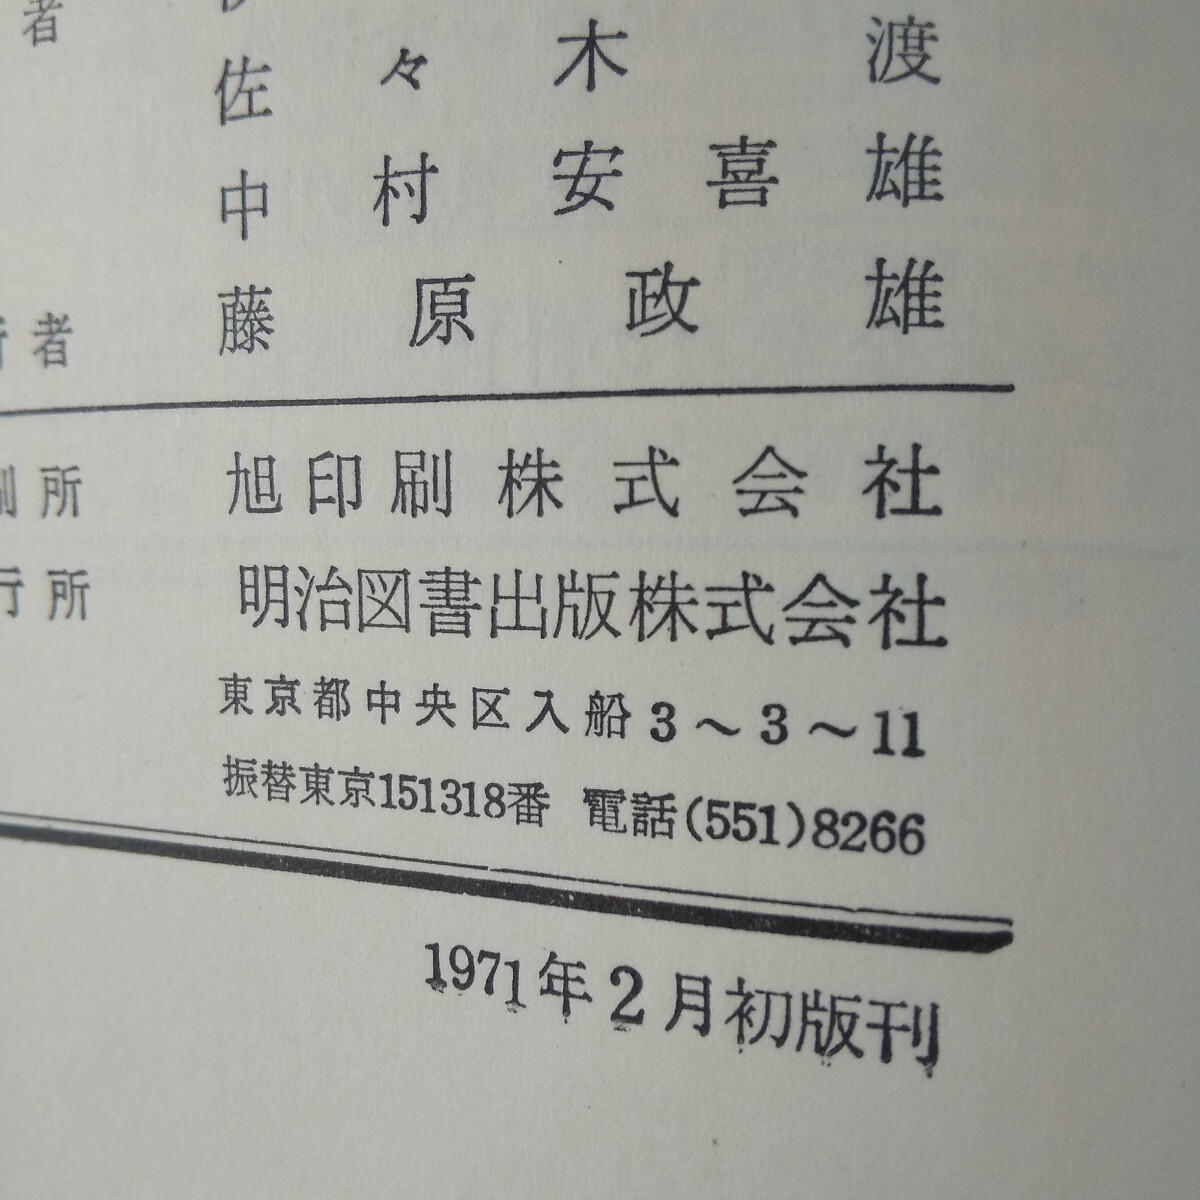 者
佐々木渡
中村安喜雄
者 藤原政雄
刷所 旭印刷株式会社
行所 明治図書出版株式会社
東京都中央区入船3～3～11
振替東京151318番 電話(551)8266
1971年2月初版刊